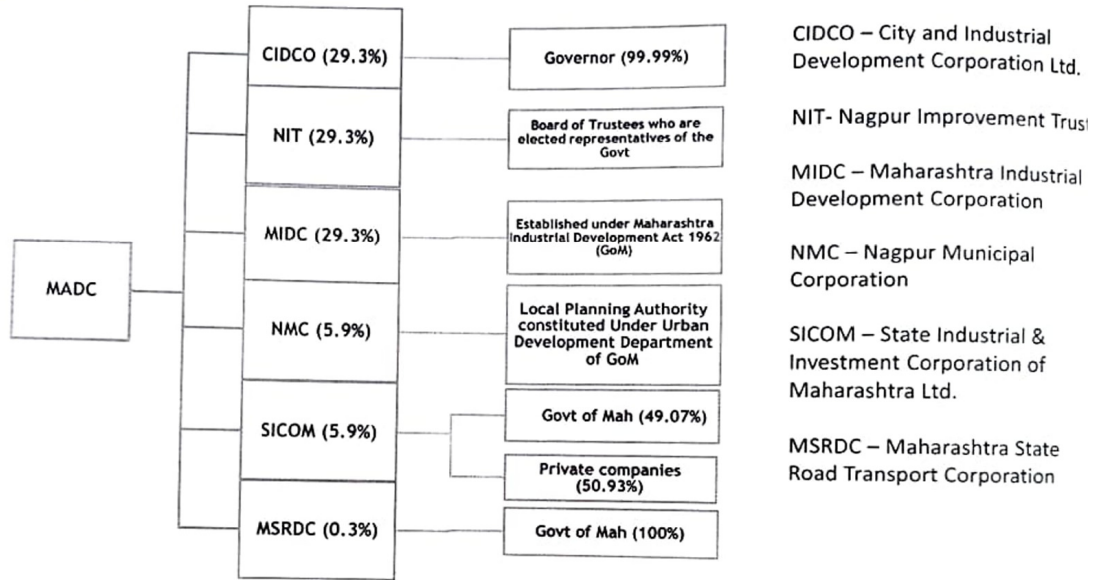 MADC
CIDCO (29.3%)
NIT (29.3%)
MIDC (29.3%)
NMC (5.9%)
SICOM (5.9%)
MSRDC (0.3%)
Governor (99.99%)
Board of Trustees who are
elected representatives of the
Govt
Established under Maharashtra
Industrial Development Act 1962
(GoM)
Local Planning Authority
constituted Under Urban
Development Department
of GoM
Govt of Mah (49.07%)
Private companies
(50.93%)
Govt of Mah (100%)
CIDCO – City and Industrial
Development Corporation Ltd.
NIT- Nagpur Improvement Trust
MIDC – Maharashtra Industrial
Development Corporation
NMC – Nagpur Municipal
Corporation
SICOM – State Industrial &
Investment Corporation of
Maharashtra Ltd.
MSRDC – Maharashtra State
Road Transport Corporation